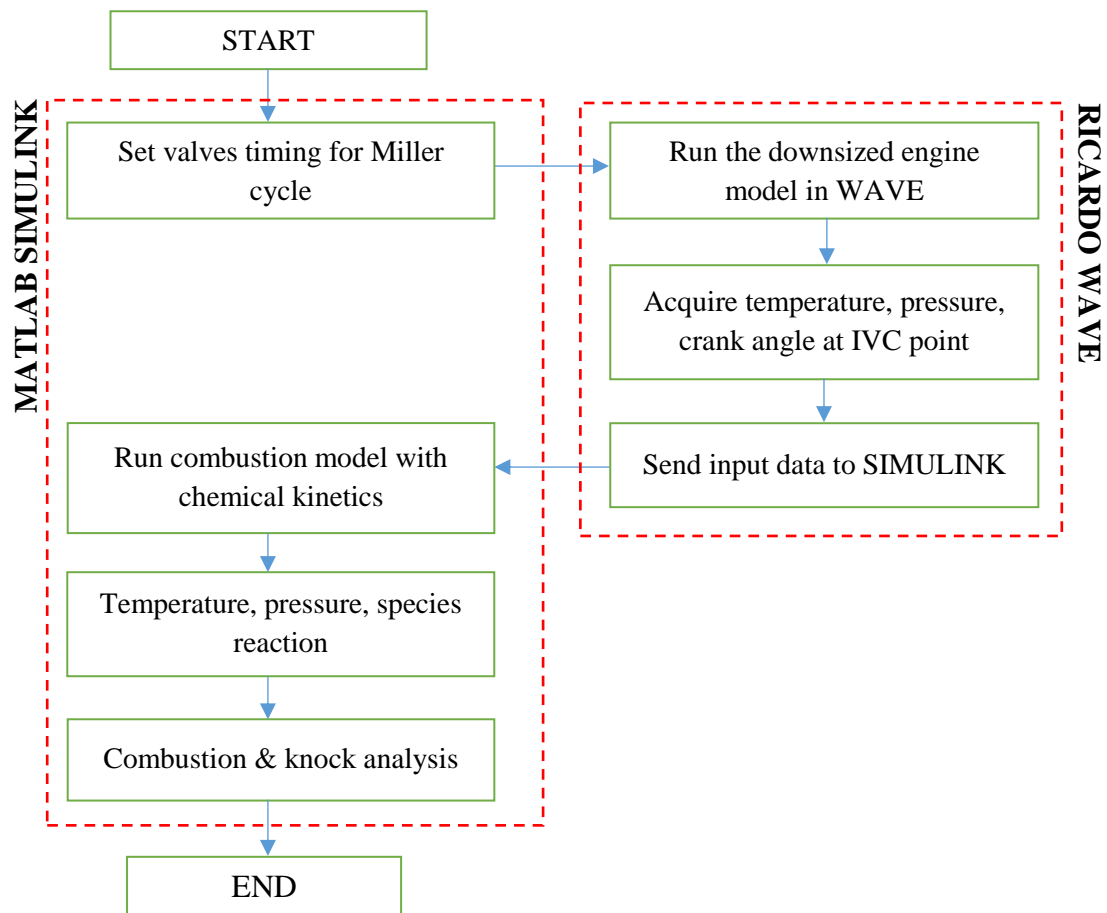 START
MATLAB SIMULINK
Set valves timing for Miller
cycle
RICARDO WAVE
Run the downsized engine
model in WAVE
Acquire temperature, pressure,
crank angle at IVC point
Send input data to SIMULINK
Run combustion model with
chemical kinetics
Temperature, pressure, species
reaction
Combustion & knock analysis
END